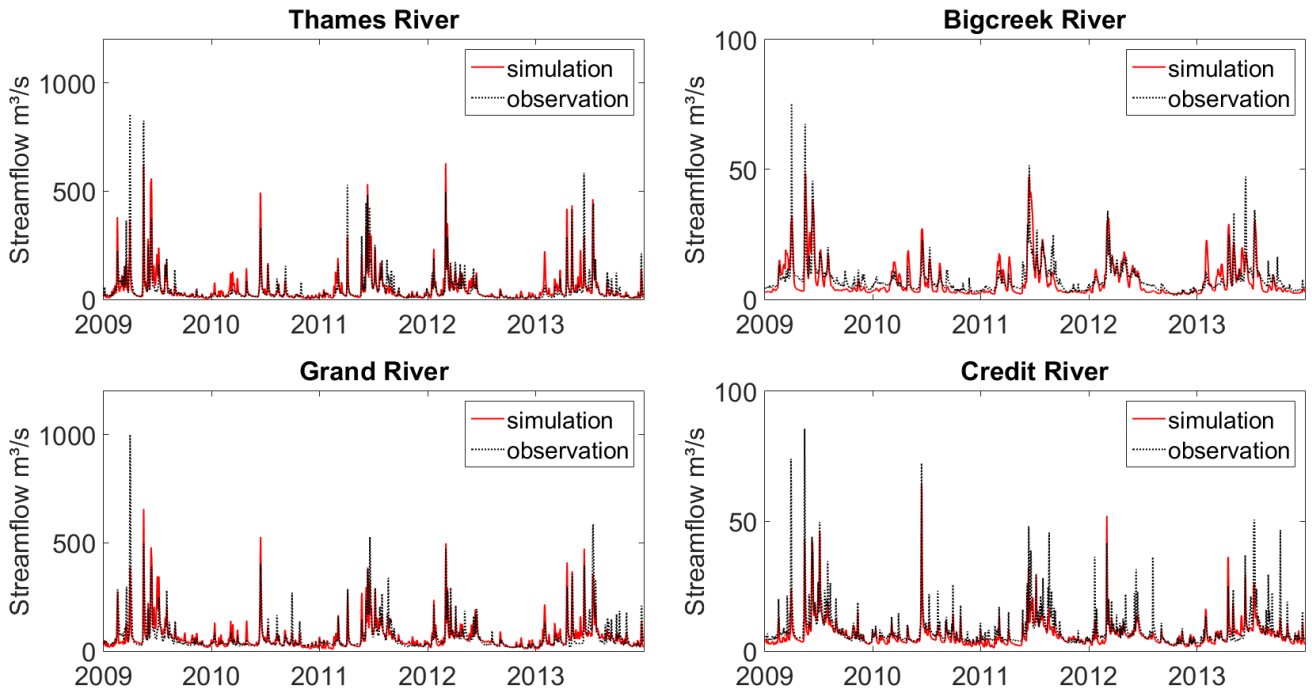 Thames River
Streamflow m³/s
1000
500
0
2009 2010 2011 2012 2013
simulation
observation
Bigcreek River
Streamflow m³/s
100
50
0
2009 2010 2011 2012 2013
simulation
observation
Grand River
Streamflow m³/s
1000
500
0
2009 2010 2011 2012 2013
simulation
observation
Credit River
Streamflow m³/s
100
50
0
2009 2010 2011 2012 2013
simulation
observation